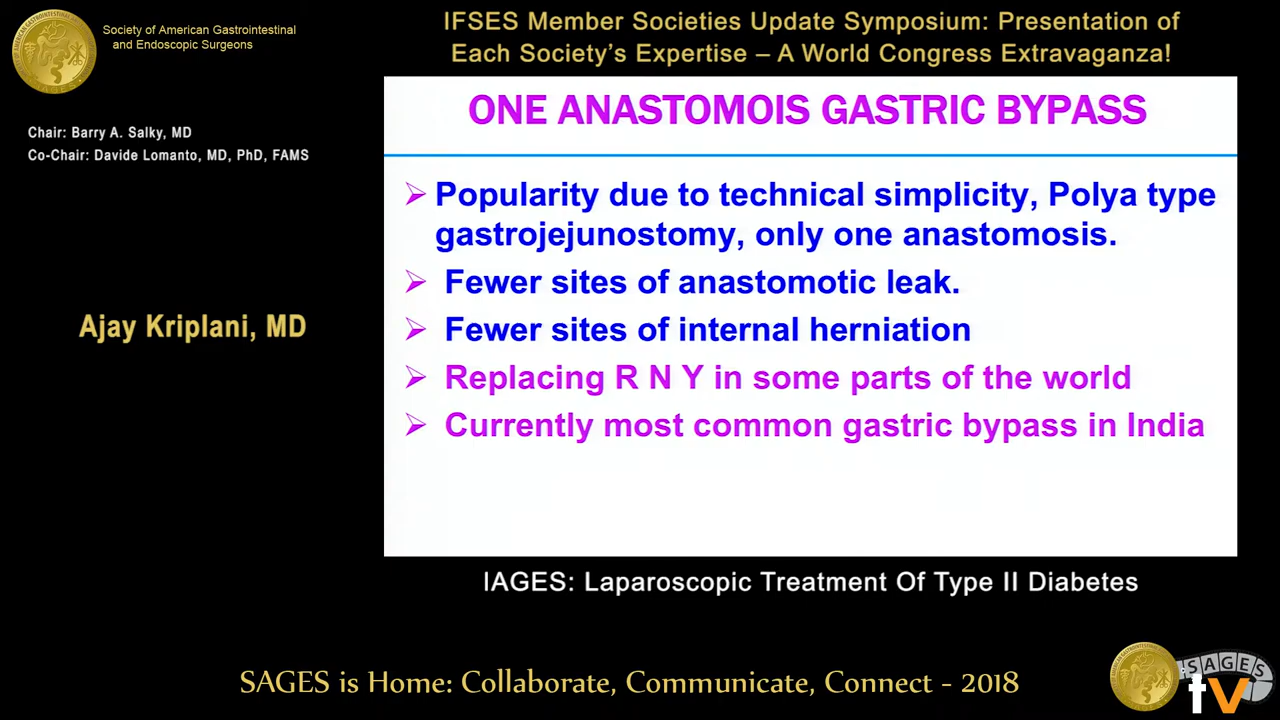 Society of American Gastrointestinal
and Endoscopic Surgeons
IFSES Member Societies Update Symposium: Presentation of
Each Society's Expertise – A World Congress Extravaganza!
Chair: Barry A. Salky, MD
Co-Chair: Davide Lomanto, MD, PhD, FAMS
Ajay Kriplani, MD
ONE ANASTOMOIS GASTRIC BYPASS
Popularity due to technical simplicity, Polya type
gastrojejunostomy, only one anastomosis.
Fewer sites of anastomotic leak.
Fewer sites of internal herniation
Replacing R N Y in some parts of the world
Currently most common gastric bypass in India
IAGES: Laparoscopic Treatment Of Type II Diabetes
SAGES is Home: Collaborate, Communicate, Connect - 2018
SAGES
tv